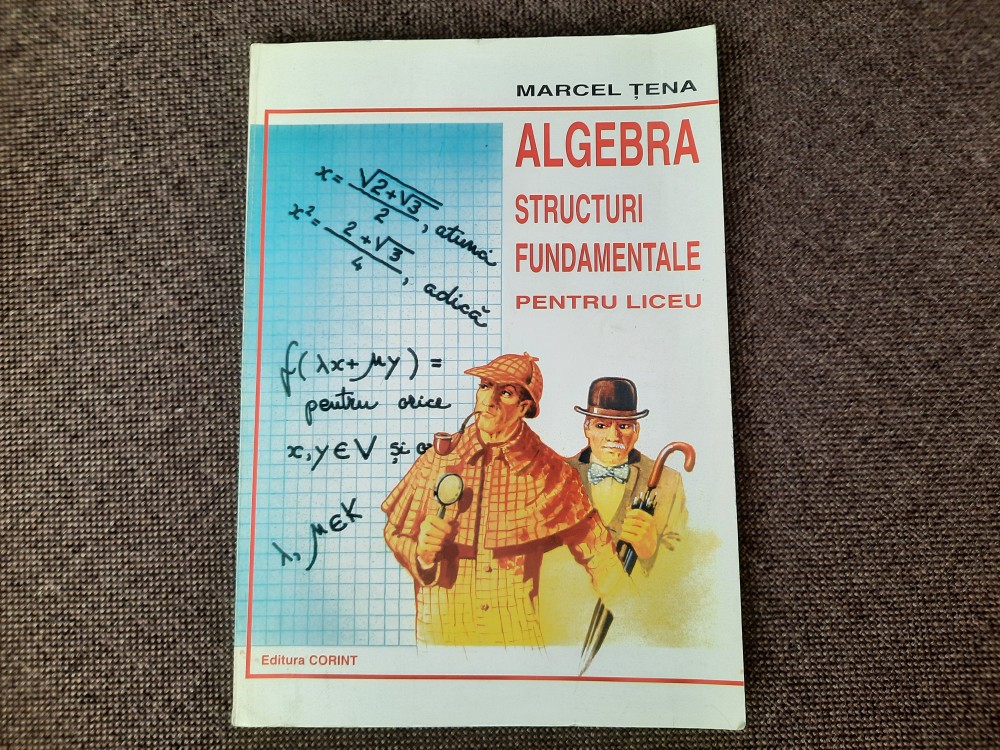 MARCEL ȚENA
ALGEBRA
STRUCTURI
FUNDAMENTALE
PENTRU LICEU
x = √2+√3 / 2 , atunci
x² = 2+√3 / 4 , adică
f(λx+μy) =
pentru orice
x, y ∈ V și
λ, μ ∈ K
Editura CORINT